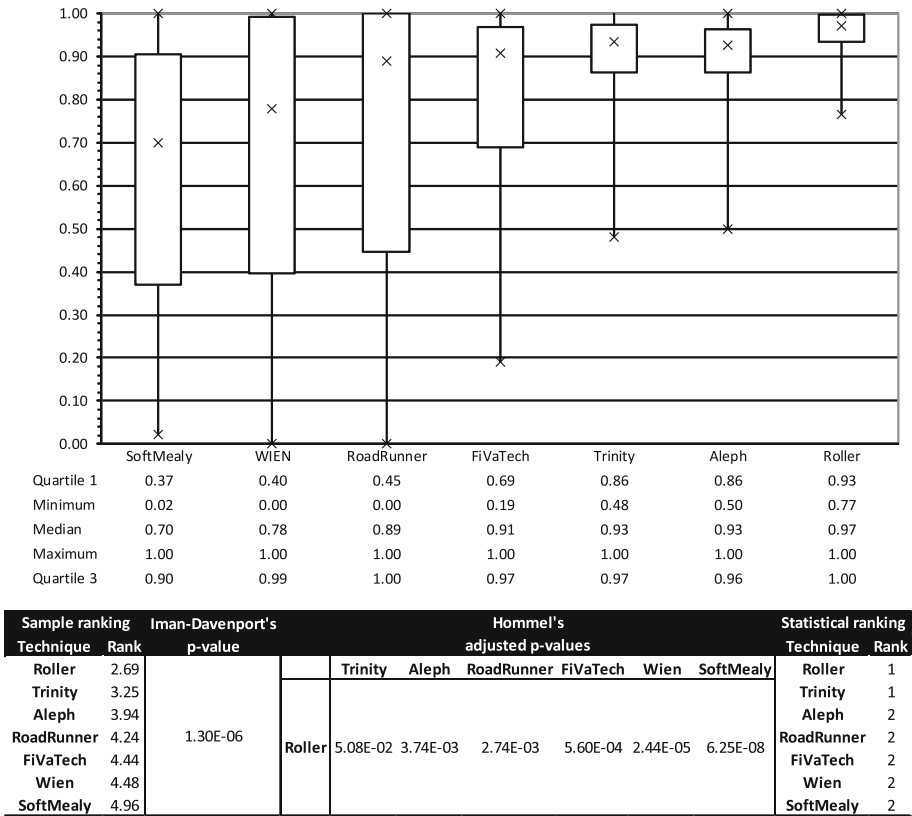 1.00
0.90
0.80
0.70
0.60
0.50
0.40
0.30
0.20
0.10
0.00
SoftMealy WIEN RoadRunner FiVaTech Trinity Aleph Roller
Quartile 1 0.37 0.40 0.45 0.69 0.86 0.86 0.93
Minimum 0.02 0.00 0.00 0.19 0.48 0.50 0.77
Median 0.70 0.78 0.89 0.91 0.93 0.93 0.97
Maximum 1.00 1.00 1.00 1.00 1.00 1.00 1.00
Quartile 3 0.90 0.99 1.00 0.97 0.97 0.96 1.00
Sample ranking Iman-Davenport's Hommel's Statistical ranking
Technique Rank p-value adjusted p-values Technique Rank
Roller 2.69 Trinity Aleph RoadRunner FiVaTech Wien SoftMealy Roller 1
Trinity 3.25 Trinity 1
Aleph 3.94 Aleph 2
RoadRunner 4.24 1.30E-06 Roller 5.08E-02 3.74E-03 2.74E-03 5.60E-04 2.44E-05 6.25E-08 RoadRunner 2
FiVaTech 4.44 FiVaTech 2
Wien 4.48 Wien 2
SoftMealy 4.96 SoftMealy 2